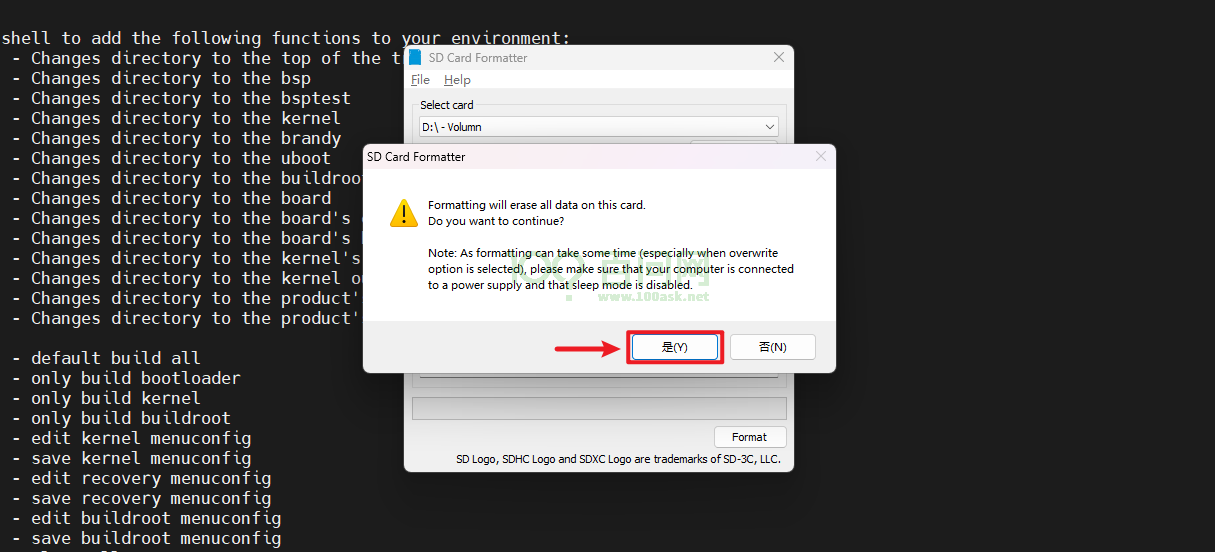 shell to add the following functions to your environment:
- Changes directory to the top of the t
- Changes directory to the bsp
- Changes directory to the bsptest
- Changes directory to the kernel
- Changes directory to the brandy
- Changes directory to the uboot
- Changes directory to the buildroot
- Changes directory to the board
- Changes directory to the board's
- Changes directory to the board's
- Changes directory to the kernel's
- Changes directory to the kernel
- Changes directory to the product'
- Changes directory to the product'
- default build all
- only build bootloader
- only build kernel
- only build buildroot
- edit kernel menuconfig
- save kernel menuconfig
- edit recovery menuconfig
- save recovery menuconfig
- edit buildroot menuconfig
- save buildroot menuconfig
SD Card Formatter
File Help
Select card
D:\ - Volumn
SD Card Formatter
Formatting will erase all data on this card.
Do you want to continue?
Note: As formatting can take some time (especially when overwrite
option is selected), please make sure that your computer is connected
to a power supply and that sleep mode is disabled.
百问网
www.100ask.net
是(Y) 否(N)
Format
SD Logo, SDHC Logo and SDXC Logo are trademarks of SD-3C, LLC.